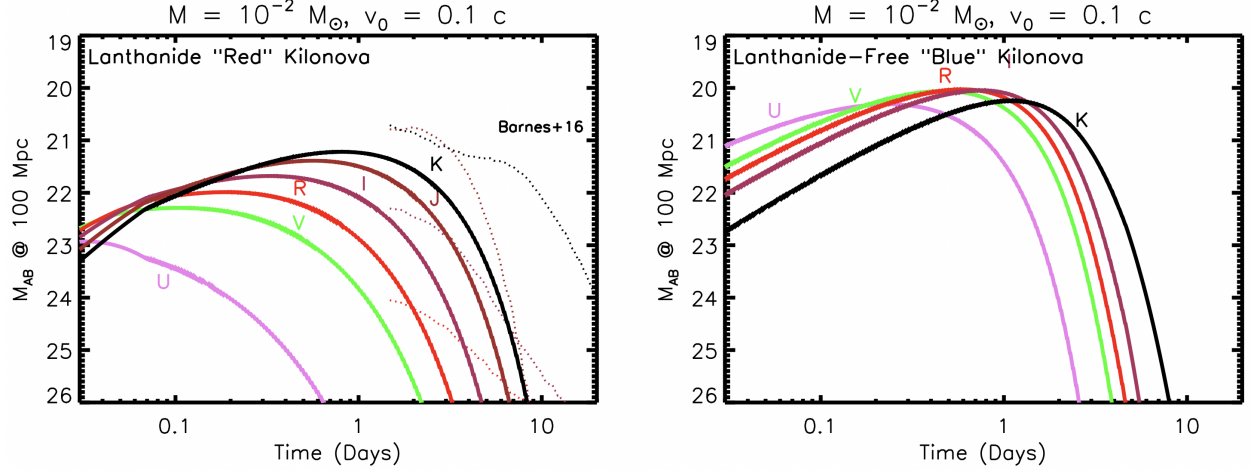 M = 10⁻² M⊙, v₀ = 0.1 c
Lanthanide "Red" Kilonova
Barnes+16
K
J
I
R
V
U
19
20
21
22
23
24
25
26
M_AB @ 100 Mpc
0.1
1
10
Time (Days)
M = 10⁻² M⊙, v₀ = 0.1 c
Lanthanide-Free "Blue" Kilonova
I
R
V
U
K
19
20
21
22
23
24
25
26
M_AB @ 100 Mpc
0.1
1
10
Time (Days)